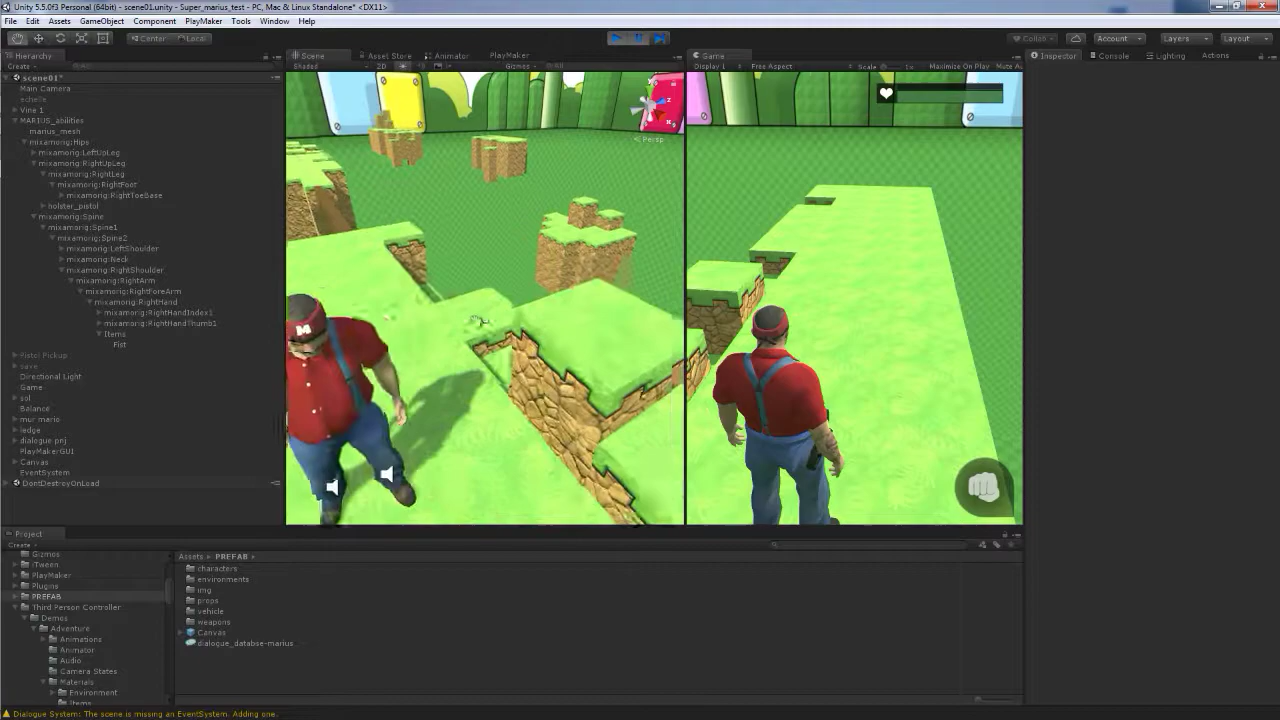 Unity 5.5.0f3 Personal (64bit) - scene01.unity - Super_marius_test - PC, Mac & Linux Standalone* <DX11>
File Edit Assets GameObject Component PlayMaker Tools Window Help
Center Local Collab Account Layers Layout
Hierarchy Scene Asset Store Animator PlayMaker Game Inspector Console Lighting Actions
Create Shaded 2D Gizmos Display 1 Free Aspect Scale 1x Maximize On Play Mute Au
scene01*
Main Camera
echelle
Vine 1
MARIUS_abilities
marius_mesh
mixamorig:Hips
mixamorig:LeftUpLeg
mixamorig:RightUpLeg
mixamorig:RightLeg
mixamorig:RightFoot
mixamorig:RightToeBase
holster_pistol
mixamorig:Spine
mixamorig:Spine1
mixamorig:Spine2
mixamorig:LeftShoulder
mixamorig:Neck
mixamorig:RightShoulder
mixamorig:RightArm
mixamorig:RightForeArm
mixamorig:RightHand
mixamorig:RightHandIndex1
mixamorig:RightHandThumb1
Items
Fist
Pistol Pickup
save
Directional Light
Game
sol
Balance
mur mario
ledge
dialogue pnj
PlayMakerGUI
Canvas
EventSystem
DontDestroyOnLoad
Persp
M
Project
Create
Gizmos
iTween
PlayMaker
Plugins
PREFAB
Third Person Controller
Demos
Adventure
Animations
Animator
Audio
Camera States
Materials
Environment
Items
Assets PREFAB
characters
environments
img
props
vehicle
weapons
Canvas
dialogue_databse-marius
Dialogue System: The scene is missing an EventSystem. Adding one.